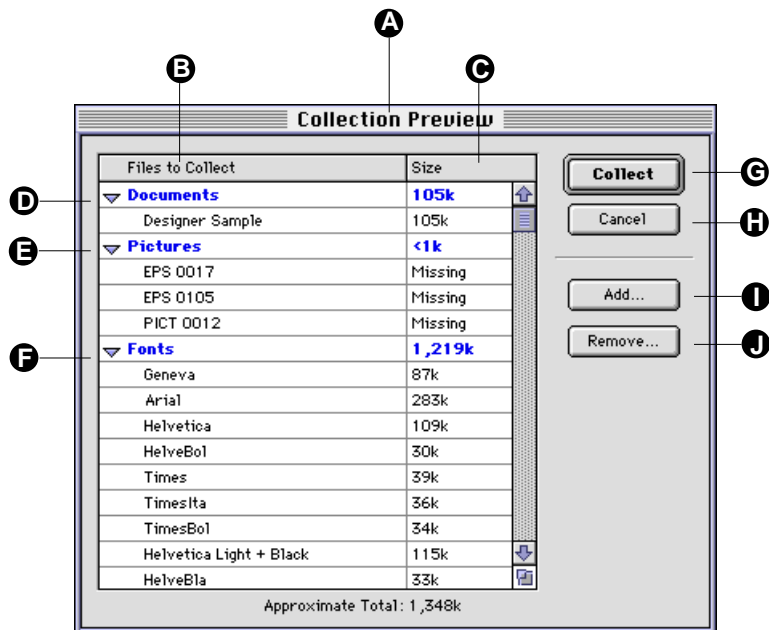 A
B C
Collection Preview
Files to Collect Size
Collect G
D Documents 105k
Designer Sample 105k
Cancel H
E Pictures <1k
EPS 0017 Missing
EPS 0105 Missing
Add... I
PICT 0012 Missing
Remove... J
F Fonts 1,219k
Geneva 87k
Arial 283k
Helvetica 109k
HelveBol 30k
Times 39k
TimesIta 36k
TimesBol 34k
Helvetica Light + Black 115k
HelveBla 33k
Approximate Total: 1,348k